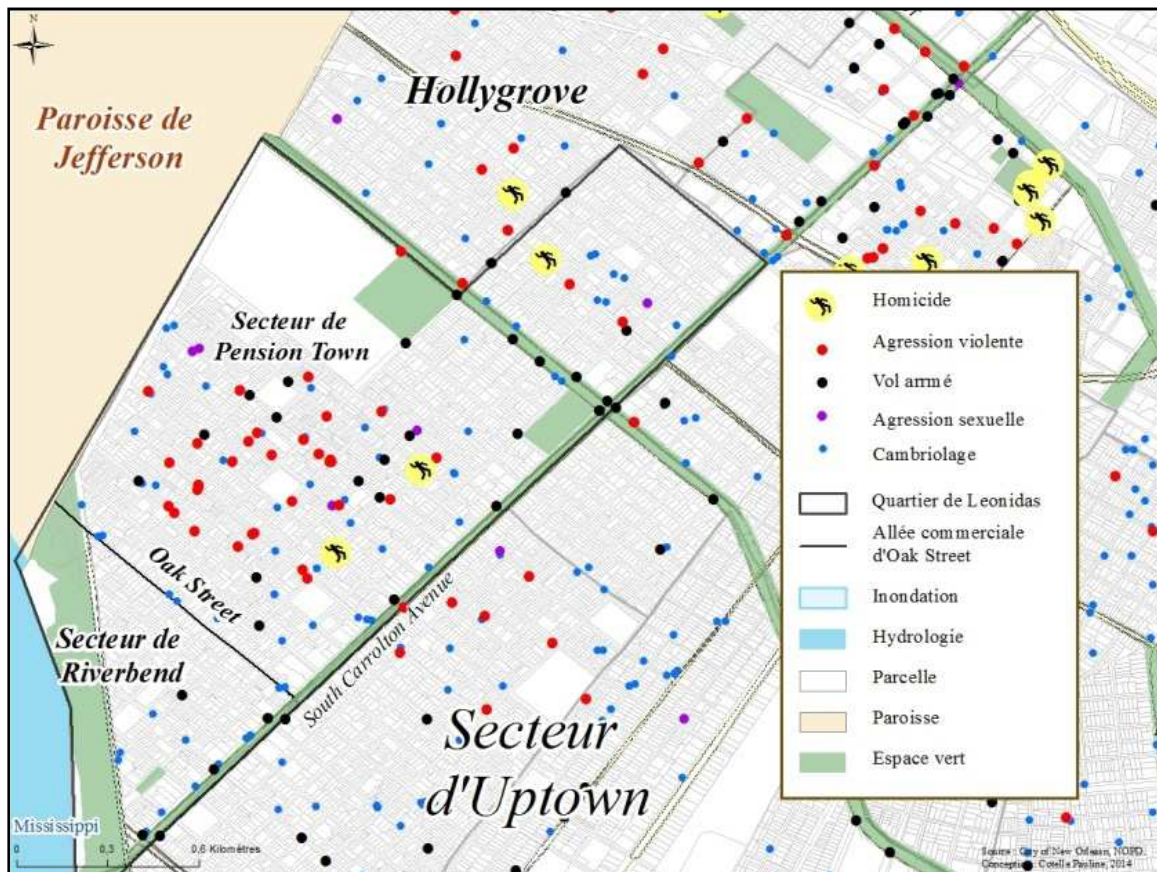 N
Paroisse de
Jefferson
Hollygrove
Secteur de
Pension Town
Oak Street
South Carrolton Avenue
Secteur de
Riverbend
Secteur
d'Uptown
Mississippi
0 0,3 0,6 Kilomètres
Homicide
Agression violente
Vol arrmé
Agression sexuelle
Cambriolage
Quartier de Leonidas
Allée commerciale
d'Oak Street
Inondation
Hydrologie
Parcelle
Paroisse
Espace vert
Source : City of New Orleans, NOPD,
Conception : Cotelle Pauline, 2014